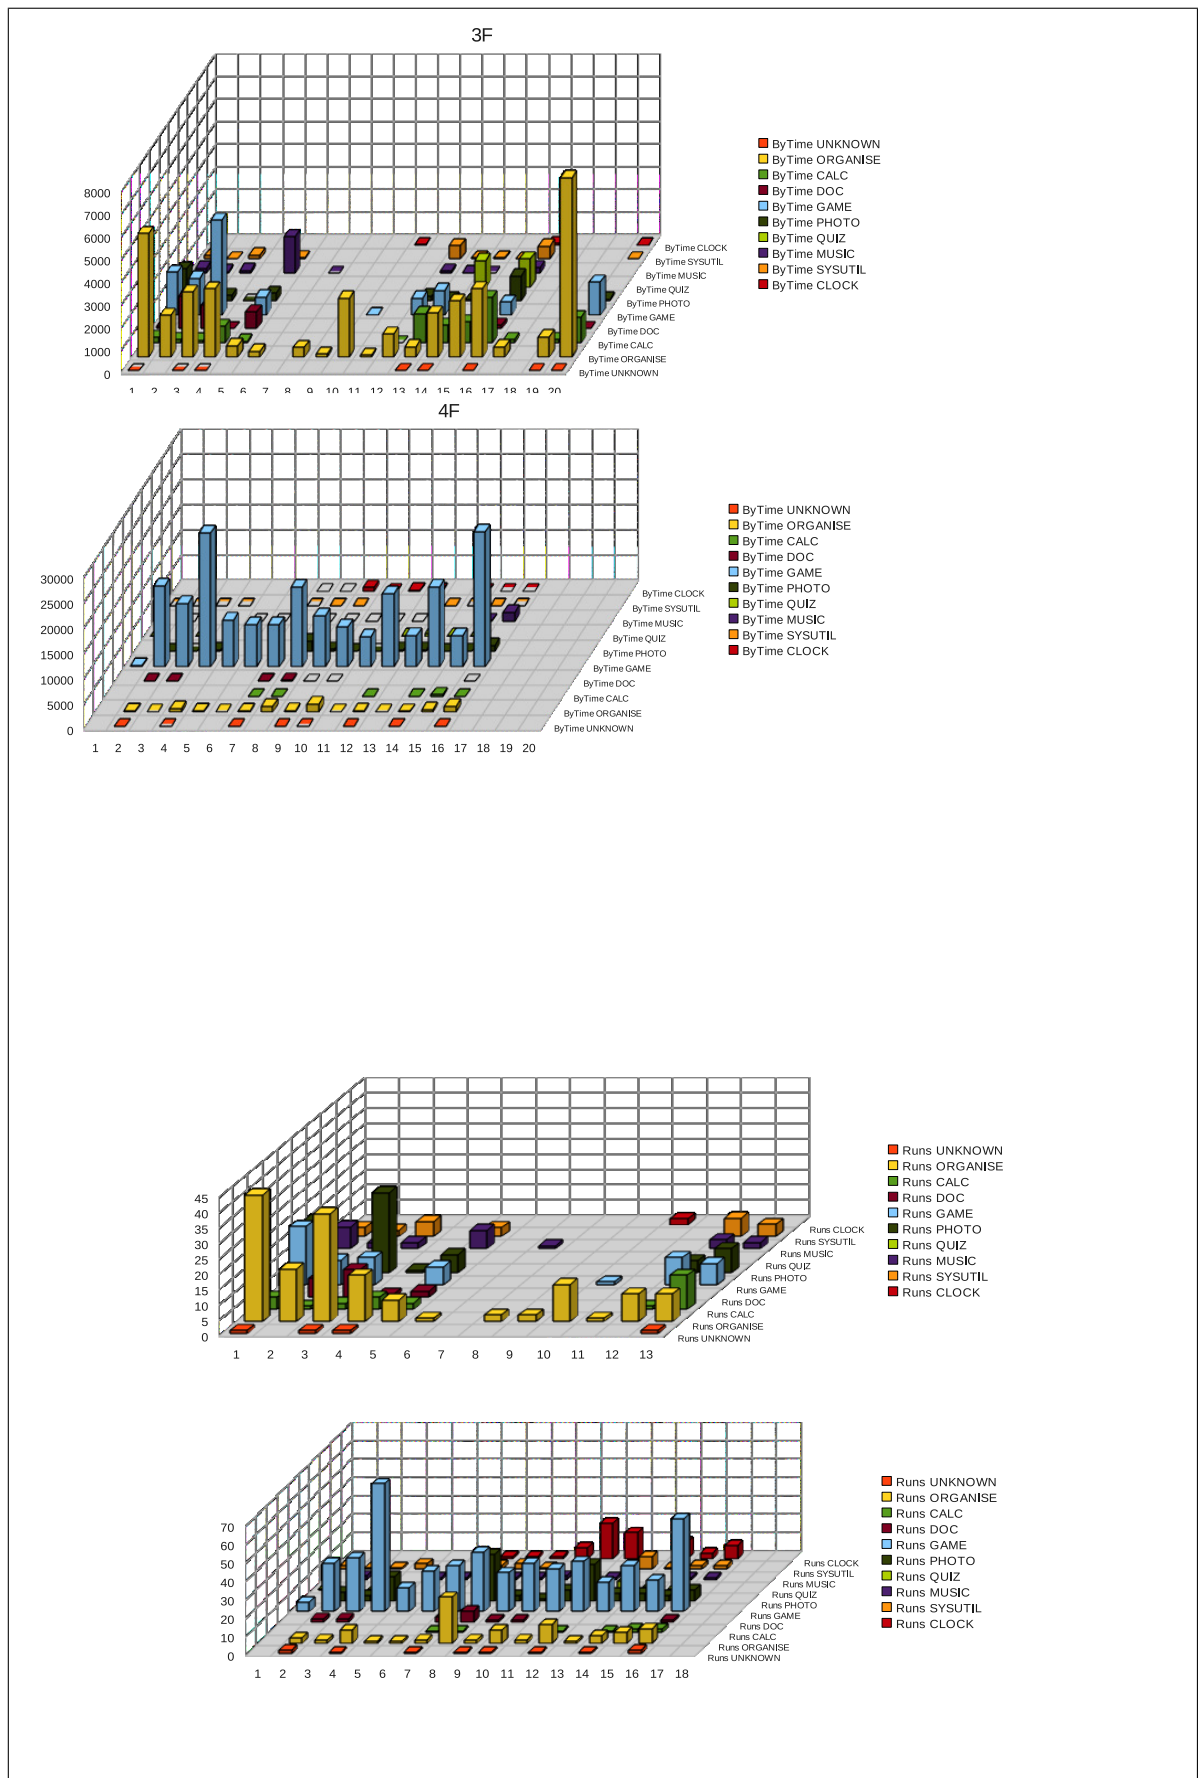 3F
8000
7000
6000
5000
4000
3000
2000
1000
0
1 2 3 4 5 6 7 8 9 10 11 12 13 14 15 16 17 18 19 20
ByTime CLOCK
ByTime SYSUTIL
ByTime MUSIC
ByTime QUIZ
ByTime PHOTO
ByTime GAME
ByTime DOC
ByTime CALC
ByTime ORGANISE
ByTime UNKNOWN
ByTime UNKNOWN
ByTime ORGANISE
ByTime CALC
ByTime DOC
ByTime GAME
ByTime PHOTO
ByTime QUIZ
ByTime MUSIC
ByTime SYSUTIL
ByTime CLOCK
4F
30000
25000
20000
15000
10000
5000
0
1 2 3 4 5 6 7 8 9 10 11 12 13 14 15 16 17 18 19 20
ByTime CLOCK
ByTime SYSUTIL
ByTime MUSIC
ByTime QUIZ
ByTime PHOTO
ByTime GAME
ByTime DOC
ByTime CALC
ByTime ORGANISE
ByTime UNKNOWN
ByTime UNKNOWN
ByTime ORGANISE
ByTime CALC
ByTime DOC
ByTime GAME
ByTime PHOTO
ByTime QUIZ
ByTime MUSIC
ByTime SYSUTIL
ByTime CLOCK
45
40
35
30
25
20
15
10
5
0
1 2 3 4 5 6 7 8 9 10 11 12 13
Runs CLOCK
Runs SYSUTIL
Runs MUSIC
Runs QUIZ
Runs PHOTO
Runs GAME
Runs DOC
Runs CALC
Runs ORGANISE
Runs UNKNOWN
Runs UNKNOWN
Runs ORGANISE
Runs CALC
Runs DOC
Runs GAME
Runs PHOTO
Runs QUIZ
Runs MUSIC
Runs SYSUTIL
Runs CLOCK
70
60
50
40
30
20
10
0
1 2 3 4 5 6 7 8 9 10 11 12 13 14 15 16 17 18
Runs CLOCK
Runs SYSUTIL
Runs MUSIC
Runs QUIZ
Runs PHOTO
Runs GAME
Runs DOC
Runs CALC
Runs ORGANISE
Runs UNKNOWN
Runs UNKNOWN
Runs ORGANISE
Runs CALC
Runs DOC
Runs GAME
Runs PHOTO
Runs QUIZ
Runs MUSIC
Runs SYSUTIL
Runs CLOCK